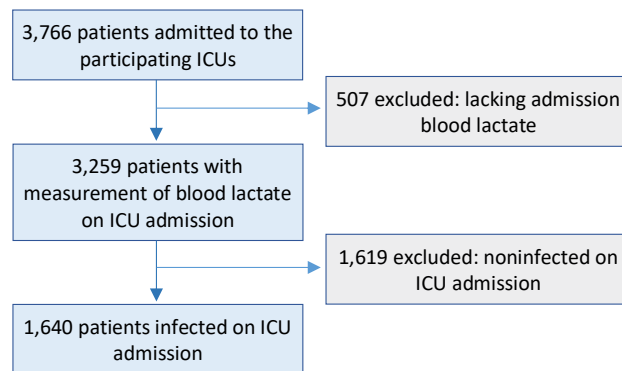 3,766 patients admitted to the
participating ICUs
507 excluded: lacking admission
blood lactate
3,259 patients with
measurement of blood lactate
on ICU admission
1,619 excluded: noninfected on
ICU admission
1,640 patients infected on ICU
admission